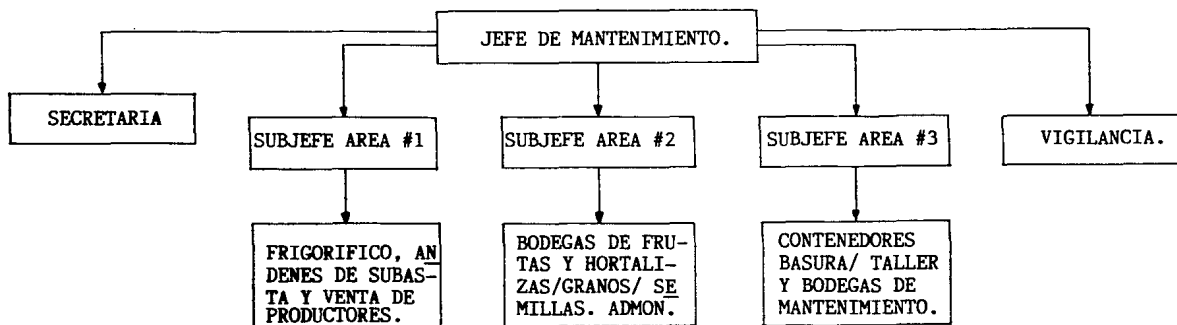 JEFE DE MANTENIMIENTO.
SECRETARIA
SUBJEFE AREA #1
SUBJEFE AREA #2
SUBJEFE AREA #3
VIGILANCIA.
FRIGORIFICO, AN
DENES DE SUBAS-
TA Y VENTA DE
PRODUCTORES.
BODEGAS DE FRU-
TAS Y HORTALI-
ZAS/GRANOS/ SE
MILLAS. ADMON.
CONTENEDORES
BASURA/ TALLER
Y BODEGAS DE
MANTENIMIENTO.